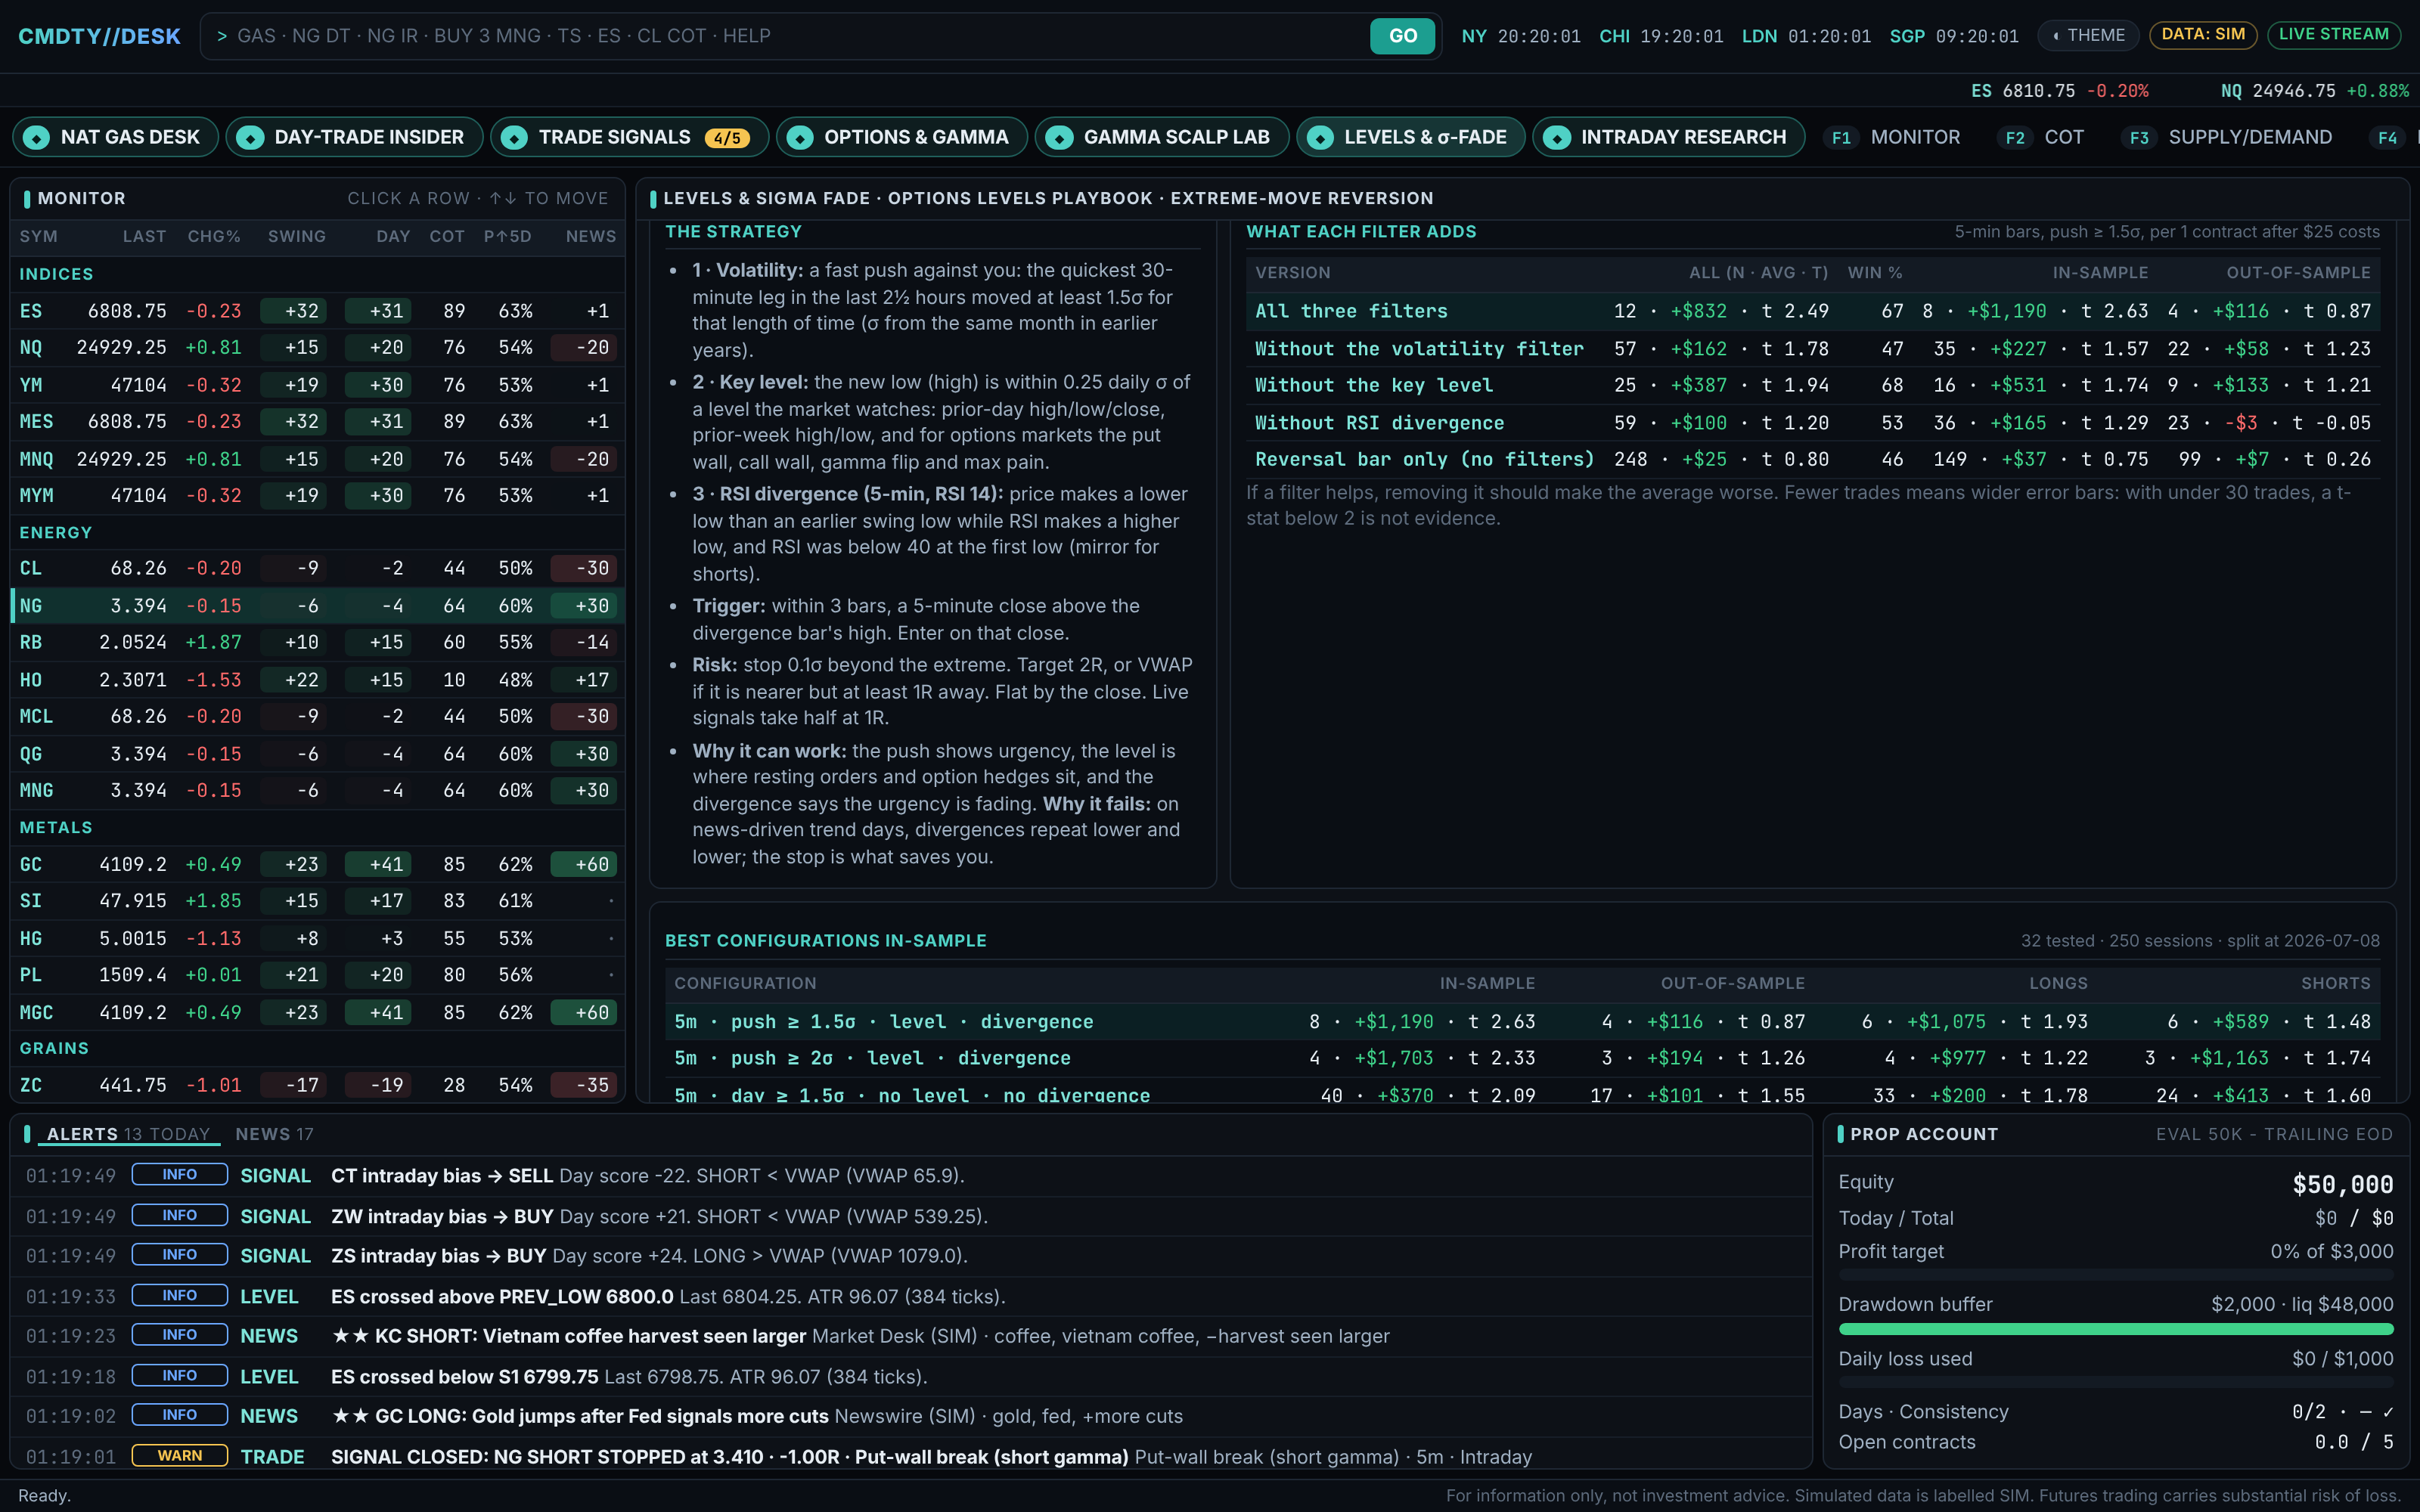 CMDTY//DESK
> GAS · NG DT · NG IR · BUY 3 MNG · TS · ES · CL COT · HELP
GO
NY 20:20:01 CHI 19:20:01 LDN 01:20:01 SGP 09:20:01
THEME
DATA: SIM
LIVE STREAM
ES 6810.75 -0.20% NQ 24946.75 +0.88%
NAT GAS DESK
DAY-TRADE INSIDER
TRADE SIGNALS 4/5
OPTIONS & GAMMA
GAMMA SCALP LAB
LEVELS & σ-FADE
INTRADAY RESEARCH
F1 MONITOR
F2 COT
F3 SUPPLY/DEMAND
F4
MONITOR CLICK A ROW · ↑↓ TO MOVE
SYM LAST CHG% SWING DAY COT P↑5D NEWS
INDICES
ES 6808.75 -0.23 +32 +31 89 63% +1
NQ 24929.25 +0.81 +15 +20 76 54% -20
YM 47104 -0.32 +19 +30 76 53% +1
MES 6808.75 -0.23 +32 +31 89 63% +1
MNQ 24929.25 +0.81 +15 +20 76 54% -20
MYM 47104 -0.32 +19 +30 76 53% +1
ENERGY
CL 68.26 -0.20 -9 -2 44 50% -30
NG 3.394 -0.15 -6 -4 64 60% +30
RB 2.0524 +1.87 +10 +15 60 55% -14
HO 2.3071 -1.53 +22 +15 10 48% +17
MCL 68.26 -0.20 -9 -2 44 50% -30
QG 3.394 -0.15 -6 -4 64 60% +30
MNG 3.394 -0.15 -6 -4 64 60% +30
METALS
GC 4109.2 +0.49 +23 +41 85 62% +60
SI 47.915 +1.85 +15 +17 83 61% ·
HG 5.0015 -1.13 +8 +3 55 53% ·
PL 1509.4 +0.01 +21 +20 80 56% ·
MGC 4109.2 +0.49 +23 +41 85 62% +60
GRAINS
ZC 441.75 -1.01 -17 -19 28 54% -35
LEVELS & SIGMA FADE · OPTIONS LEVELS PLAYBOOK · EXTREME-MOVE REVERSION
THE STRATEGY
• 1 · Volatility: a fast push against you: the quickest 30-
minute leg in the last 2½ hours moved at least 1.5σ for
that length of time (σ from the same month in earlier
years).
• 2 · Key level: the new low (high) is within 0.25 daily σ of
a level the market watches: prior-day high/low/close,
prior-week high/low, and for options markets the put
wall, call wall, gamma flip and max pain.
• 3 · RSI divergence (5-min, RSI 14): price makes a lower
low than an earlier swing low while RSI makes a higher
low, and RSI was below 40 at the first low (mirror for
shorts).
• Trigger: within 3 bars, a 5-minute close above the
divergence bar's high. Enter on that close.
• Risk: stop 0.1σ beyond the extreme. Target 2R, or VWAP
if it is nearer but at least 1R away. Flat by the close. Live
signals take half at 1R.
• Why it can work: the push shows urgency, the level is
where resting orders and option hedges sit, and the
divergence says the urgency is fading. Why it fails: on
news-driven trend days, divergences repeat lower and
lower; the stop is what saves you.
WHAT EACH FILTER ADDS 5-min bars, push ≥ 1.5σ, per 1 contract after $25 costs
VERSION ALL (N · AVG · T) WIN % IN-SAMPLE OUT-OF-SAMPLE
All three filters 12 · +$832 · t 2.49 67 8 · +$1,190 · t 2.63 4 · +$116 · t 0.87
Without the volatility filter 57 · +$162 · t 1.78 47 35 · +$227 · t 1.57 22 · +$58 · t 1.23
Without the key level 25 · +$387 · t 1.94 68 16 · +$531 · t 1.74 9 · +$133 · t 1.21
Without RSI divergence 59 · +$100 · t 1.20 53 36 · +$165 · t 1.29 23 · -$3 · t -0.05
Reversal bar only (no filters) 248 · +$25 · t 0.80 46 149 · +$37 · t 0.75 99 · +$7 · t 0.26
If a filter helps, removing it should make the average worse. Fewer trades means wider error bars: with under 30 trades, a t-
stat below 2 is not evidence.
BEST CONFIGURATIONS IN-SAMPLE 32 tested · 250 sessions · split at 2026-07-08
CONFIGURATION IN-SAMPLE OUT-OF-SAMPLE LONGS SHORTS
5m · push ≥ 1.5σ · level · divergence 8 · +$1,190 · t 2.63 4 · +$116 · t 0.87 6 · +$1,075 · t 1.93 6 · +$589 · t 1.48
5m · push ≥ 2σ · level · divergence 4 · +$1,703 · t 2.33 3 · +$194 · t 1.26 4 · +$977 · t 1.22 3 · +$1,163 · t 1.74
5m · day ≥ 1.5σ · no level · no divergence 40 · +$370 · t 2.09 17 · +$101 · t 1.55 33 · +$200 · t 1.78 24 · +$413 · t 1.60
ALERTS 13 TODAY NEWS 17
01:19:49 INFO SIGNAL CT intraday bias → SELL Day score -22. SHORT < VWAP (VWAP 65.9).
01:19:49 INFO SIGNAL ZW intraday bias → BUY Day score +21. SHORT < VWAP (VWAP 539.25).
01:19:49 INFO SIGNAL ZS intraday bias → BUY Day score +24. LONG > VWAP (VWAP 1079.0).
01:19:33 INFO LEVEL ES crossed above PREV_LOW 6800.0 Last 6804.25. ATR 96.07 (384 ticks).
01:19:23 INFO NEWS ★★ KC SHORT: Vietnam coffee harvest seen larger Market Desk (SIM) · coffee, vietnam coffee, −harvest seen larger
01:19:18 INFO LEVEL ES crossed below S1 6799.75 Last 6798.75. ATR 96.07 (384 ticks).
01:19:02 INFO NEWS ★★ GC LONG: Gold jumps after Fed signals more cuts Newswire (SIM) · gold, fed, +more cuts
01:19:01 WARN TRADE SIGNAL CLOSED: NG SHORT STOPPED at 3.410 · -1.00R · Put-wall break (short gamma) Put-wall break (short gamma) · 5m · Intraday
PROP ACCOUNT EVAL 50K - TRAILING EOD
Equity $50,000
Today / Total $0 / $0
Profit target 0% of $3,000
Drawdown buffer $2,000 · liq $48,000
Daily loss used $0 / $1,000
Days · Consistency 0/2 · — ✓
Open contracts 0.0 / 5
Ready.
For information only, not investment advice. Simulated data is labelled SIM. Futures trading carries substantial risk of loss.